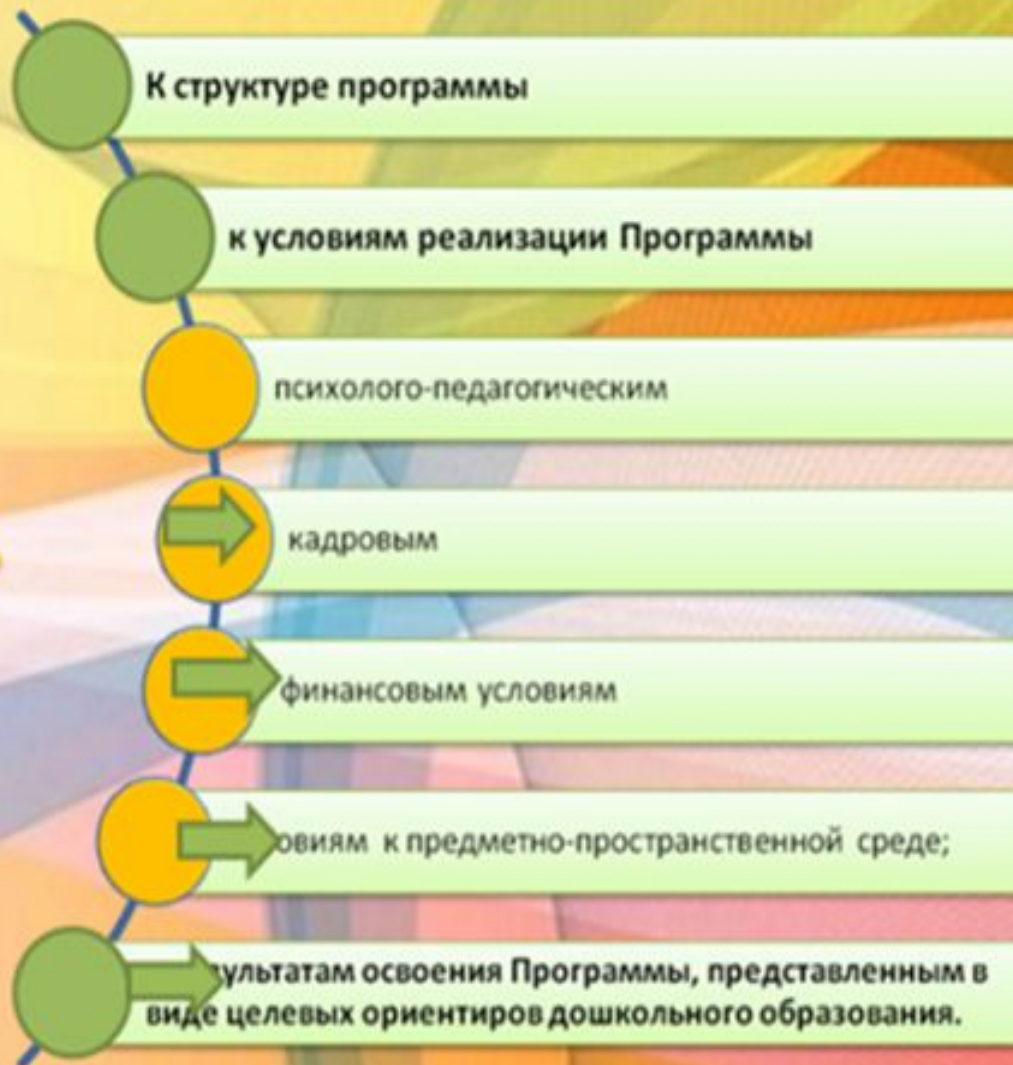 К структуре программы
к условиям реализации Программы
психолого-педагогическим
кадровым
финансовым условиям
овиям к предметно-пространственной среде;
ультатам освоения Программы, представленным в
виде целевых ориентиров дошкольного образования.